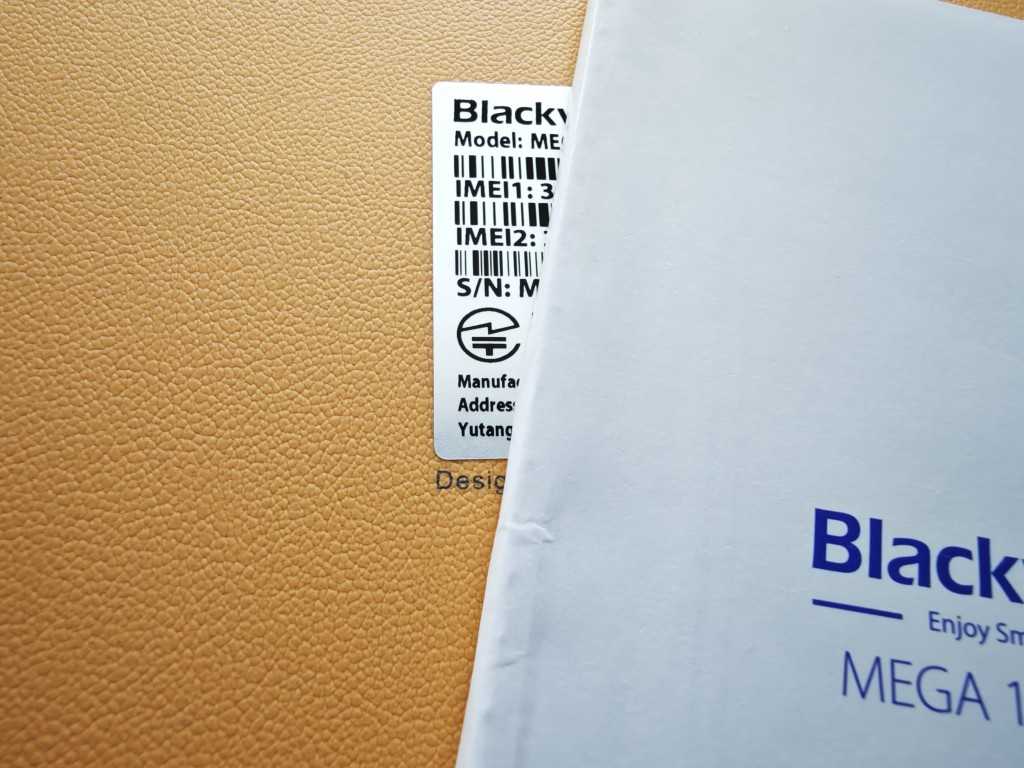 Blackv
Model: ME
IMEI1: 3
IMEI2:
S/N: M
Manufac
Address
Yutang
Desig
Black
Enjoy Sm
MEGA 1